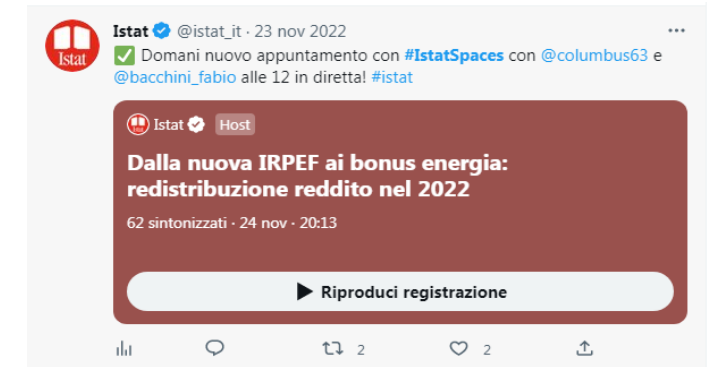 Istat @istat_it · 23 nov 2022
✅ Domani nuovo appuntamento con #IstatSpaces con @columbus63 e
@bacchini_fabio alle 12 in diretta! #istat
Istat
Istat Host
Dalla nuova IRPEF ai bonus energia:
redistribuzione reddito nel 2022
62 sintonizzati · 24 nov · 20:13
Riproduci registrazione
2 2